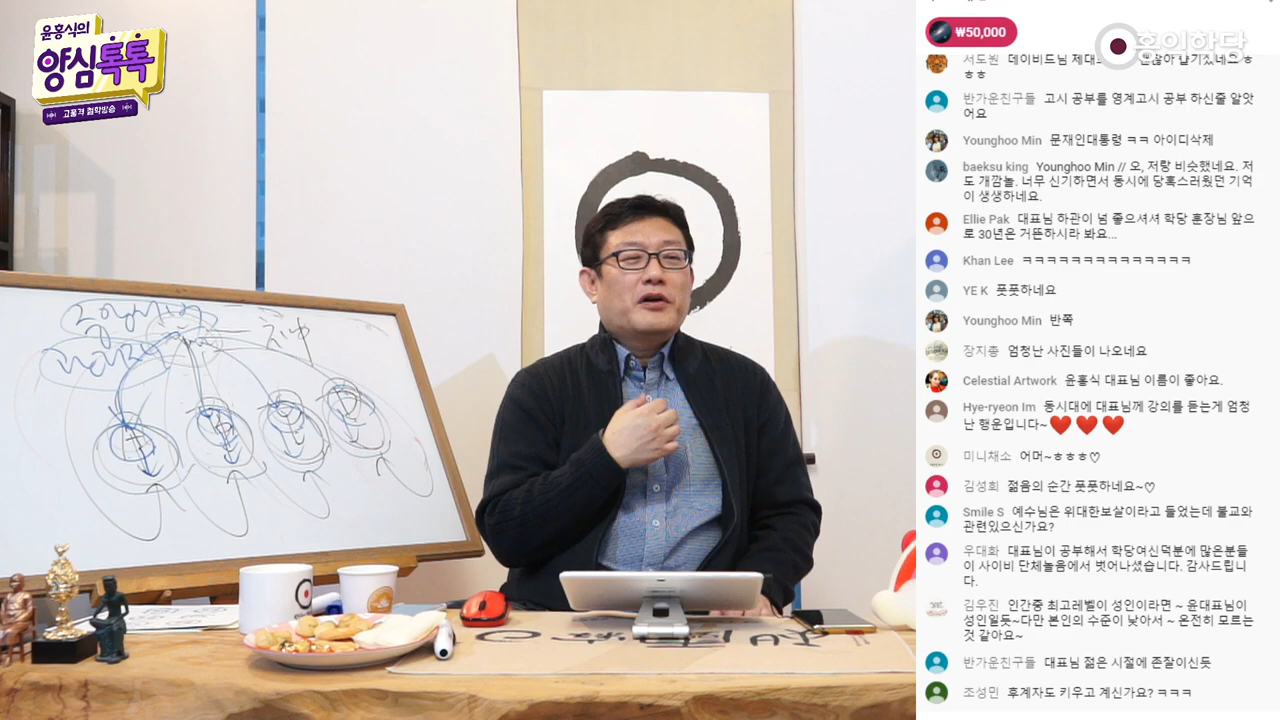 윤홍식의
양심톡톡
고품격 철학방송
₩50,000
홍익하다
서도원 데이비드님
ㅎㅎ
반가운친구들 고시 공부를 영계고시 공부 하신줄 알았
어요
Younghoo Min 문재인대통령 ㅋㅋ 아이디삭제
baeksu king Younghoo Min // 오, 저랑 비슷했네요. 저
도 개깜놀. 너무 신기하면서 동시에 당혹스러웠던 기억
이 생생하네요.
Ellie Pak 대표님 하관이 넘 좋으셔셔 학당 훈장님 앞으
로 30년은 거뜬하시라 봐요...
Khan Lee ㅋㅋㅋㅋㅋㅋㅋㅋㅋㅋㅋㅋㅋㅋ
YE K 풋풋하네요
Younghoo Min 반쪽
장지총 엄청난 사진들이 나오네요
Celestial Artwork 윤홍식 대표님 이름이 좋아요.
Hye-ryeon Im 동시대에 대표님께 강의를 듣는게 엄청
난 행운입니다~❤️❤️❤️
미니채소 어머~ㅎㅎㅎ♡
김성희 젊음의 순간 풋풋하네요~♡
Smile S 예수님은 위대한보살이라고 들었는데 불교와
관련있으신가요?
우대화 대표님이 공부해서 학당여신덕분에 많은분들
이 사이비 단체놀음에서 벗어나셨습니다. 감사드립니
다.
김우진 인간중 최고레벨이 성인이라면 ~ 윤대표님이
성인일듯~다만 본인의 수준이 낮아서 ~ 온전히 모르는
것 같아요~
반가운친구들 대표님 젊은 시절에 존잘이신듯
조성민 후계자도 키우고 계신가요? ㅋㅋㅋ